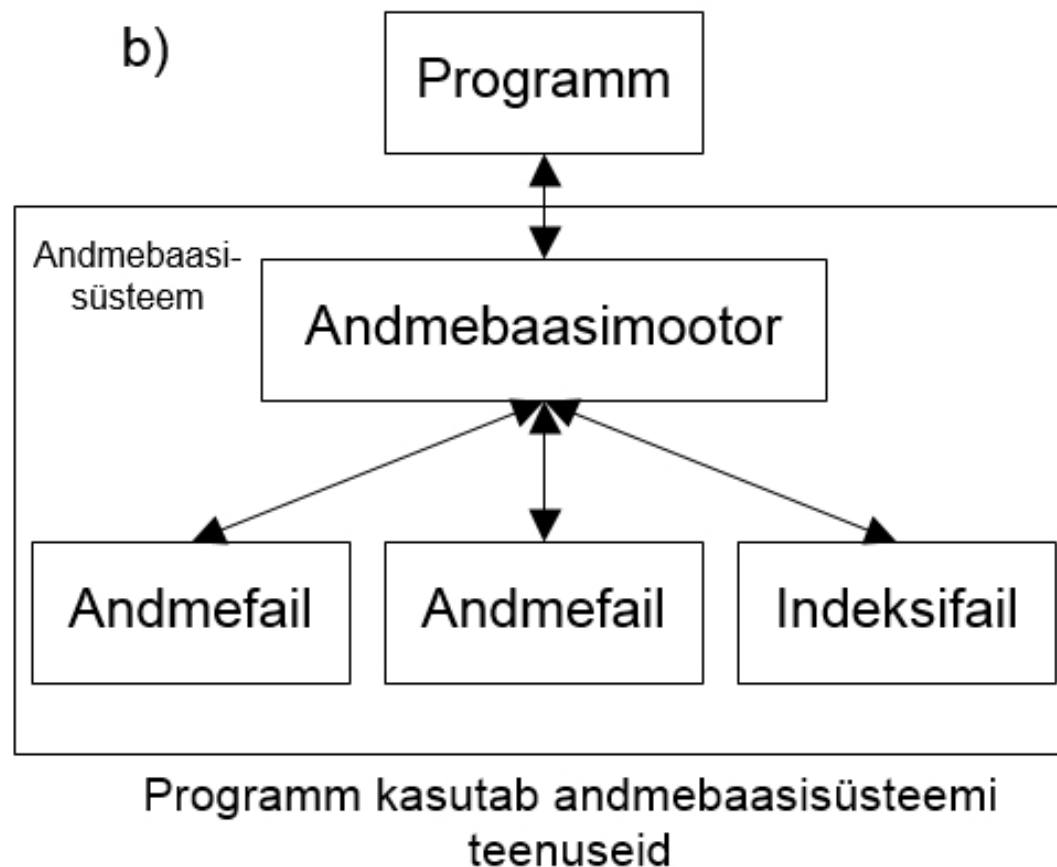 b)
Programm
Andmebaasi-
süsteem
Andmebaasimootor
Andmefail
Andmefail
Indeksifail
Programm kasutab andmebaasisüsteemi
teenuseid